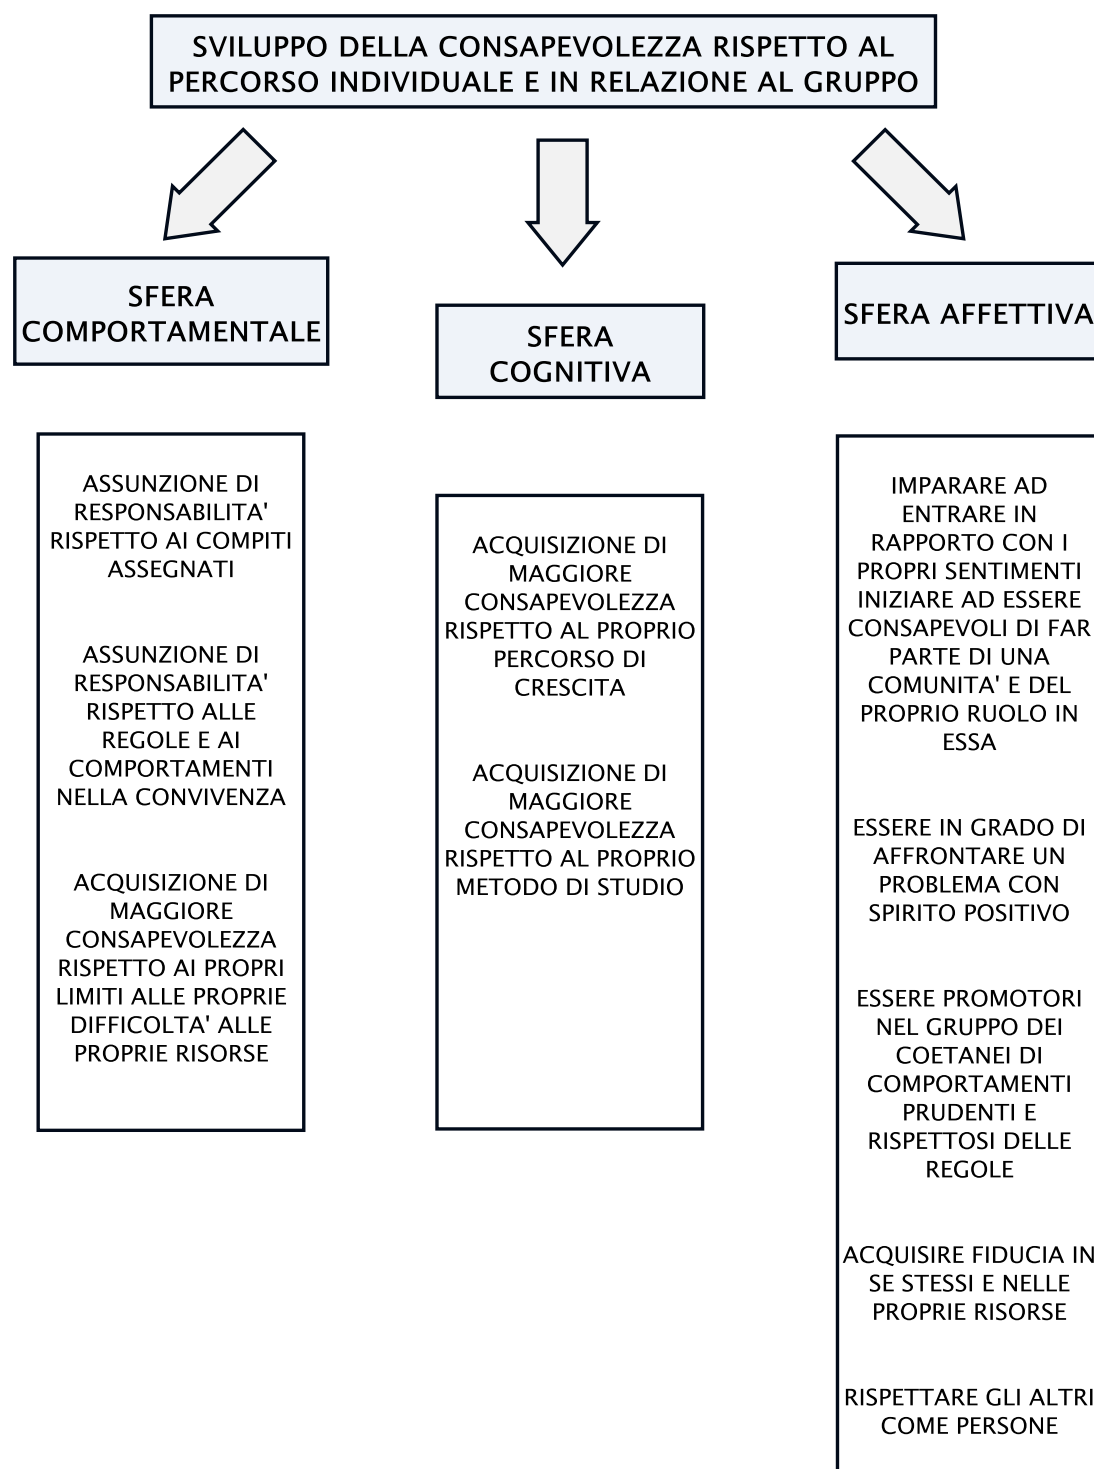 SVILUPPO DELLA CONSAPEVOLEZZA RISPETTO AL
PERCORSO INDIVIDUALE E IN RELAZIONE AL GRUPPO
SFERA
COMPORTAMENTALE
ASSUNZIONE DI
RESPONSABILITA'
RISPETTO AI COMPITI
ASSEGNATI
ASSUNZIONE DI
RESPONSABILITA'
RISPETTO ALLE
REGOLE E AI
COMPORTAMENTI
NELLA CONVIVENZA
ACQUISIZIONE DI
MAGGIORE
CONSAPEVOLEZZA
RISPETTO AI PROPRI
LIMITI ALLE PROPRIE
DIFFICOLTA' ALLE
PROPRIE RISORSE
SFERA
COGNITIVA
ACQUISIZIONE DI
MAGGIORE
CONSAPEVOLEZZA
RISPETTO AL PROPRIO
PERCORSO DI
CRESCITA
ACQUISIZIONE DI
MAGGIORE
CONSAPEVOLEZZA
RISPETTO AL PROPRIO
METODO DI STUDIO
SFERA AFFETTIVA
IMPARARE AD
ENTRARE IN
RAPPORTO CON I
PROPRI SENTIMENTI
INIZIARE AD ESSERE
CONSAPEVOLI DI FAR
PARTE DI UNA
COMUNITA' E DEL
PROPRIO RUOLO IN
ESSA
ESSERE IN GRADO DI
AFFRONTARE UN
PROBLEMA CON
SPIRITO POSITIVO
ESSERE PROMOTORI
NEL GRUPPO DEI
COETANEI DI
COMPORTAMENTI
PRUDENTI E
RISPETTOSI DELLE
REGOLE
ACQUISIRE FIDUCIA IN
SE STESSI E NELLE
PROPRIE RISORSE
RISPETTARE GLI ALTRI
COME PERSONE